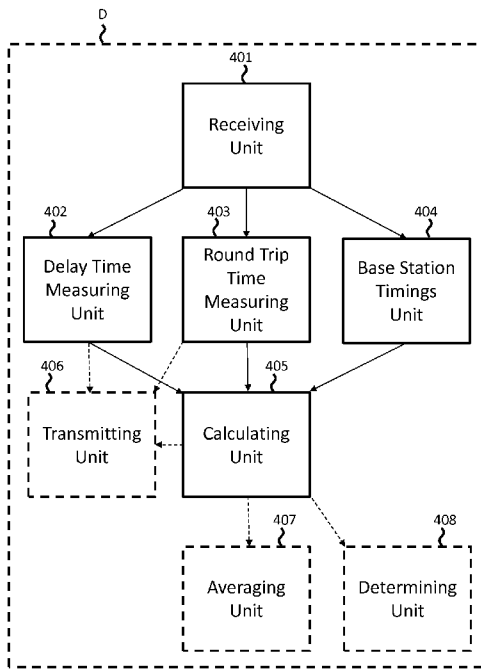 D
401
Receiving
Unit
402
403
404
Delay Time
Measuring
Unit
Round Trip
Time
Measuring
Unit
Base Station
Timings
Unit
406
405
Transmitting
Unit
Calculating
Unit
407
408
Averaging
Unit
Determining
Unit